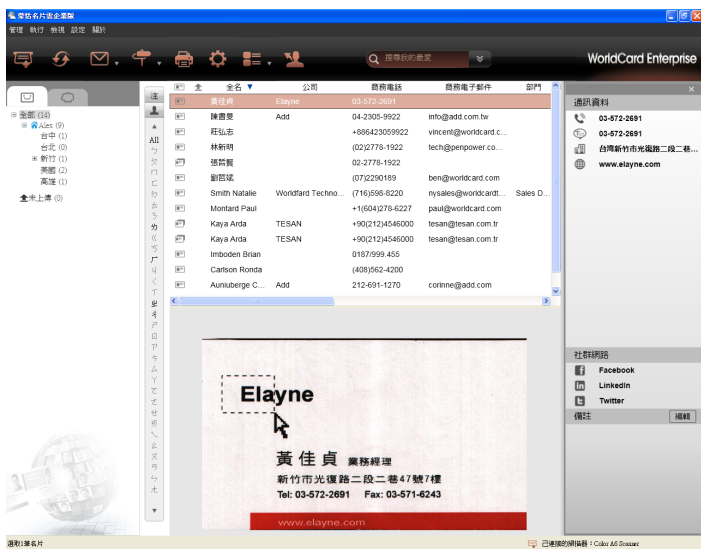 蒙恬名片雲企業版
管理 執行 檢視 設定 關於
搜尋我的最愛
WorldCard Enterprise
全部 (14)
Alex (9)
台中 (1)
台北 (0)
新竹 (1)
美國 (2)
高雄 (1)
未上傳 (0)
注
All
ㄅ
ㄆ
ㄇ
ㄈ
ㄉ
ㄊ
ㄋ
ㄌ
ㄍ
ㄎ
ㄏ
ㄐ
ㄑ
ㄒ
ㄓ
ㄔ
ㄕ
ㄖ
ㄗ
ㄘ
ㄙ
ㄚ
ㄛ
ㄜ
ㄝ
ㄞ
ㄟ
ㄠ
ㄡ
ㄢ
ㄣ
ㄤ
全名 公司 商務電話 商務電子郵件 部門
黃佳貞 Elayne 03-572-2691
陳書旻 Add 04-2305-9922 info@add.com.tw
莊弘志 +886423059922 vincent@worldcard.c...
林新明 (02)2778-1922 tech@penpower.co...
張哲賢 02-2778-1922
劉哲斌 (07)2290189 ben@worldcard.com
Smith Natalie Worldfard Techno... (716)598-8220 nysales@worldcardt... Sales D...
Montard Paul +1(604)278-6227 paul@worldcard.com
Kaya Arda TESAN +90(212)4546000 tesan@tesan.com.tr
Kaya Arda TESAN +90(212)4546000 tesan@tesan.com.tr
Imboden Brian 0187/999.455
Carlson Ronda (408)562-4200
Auniuberge C... Add 212-691-1270 corinne@add.com
Elayne
黃佳貞 業務經理
新竹市光復路二段二巷47號7樓
Tel: 03-572-2691 Fax: 03-571-6243
www.elayne.com
通訊資料
03-572-2691
03-572-2691
台灣新竹市光復路二段二巷...
www.elayne.com
社群網路
Facebook
LinkedIn
Twitter
備註 編輯
選取1筆名片
已連接的掃描器：Color A6 Scanner